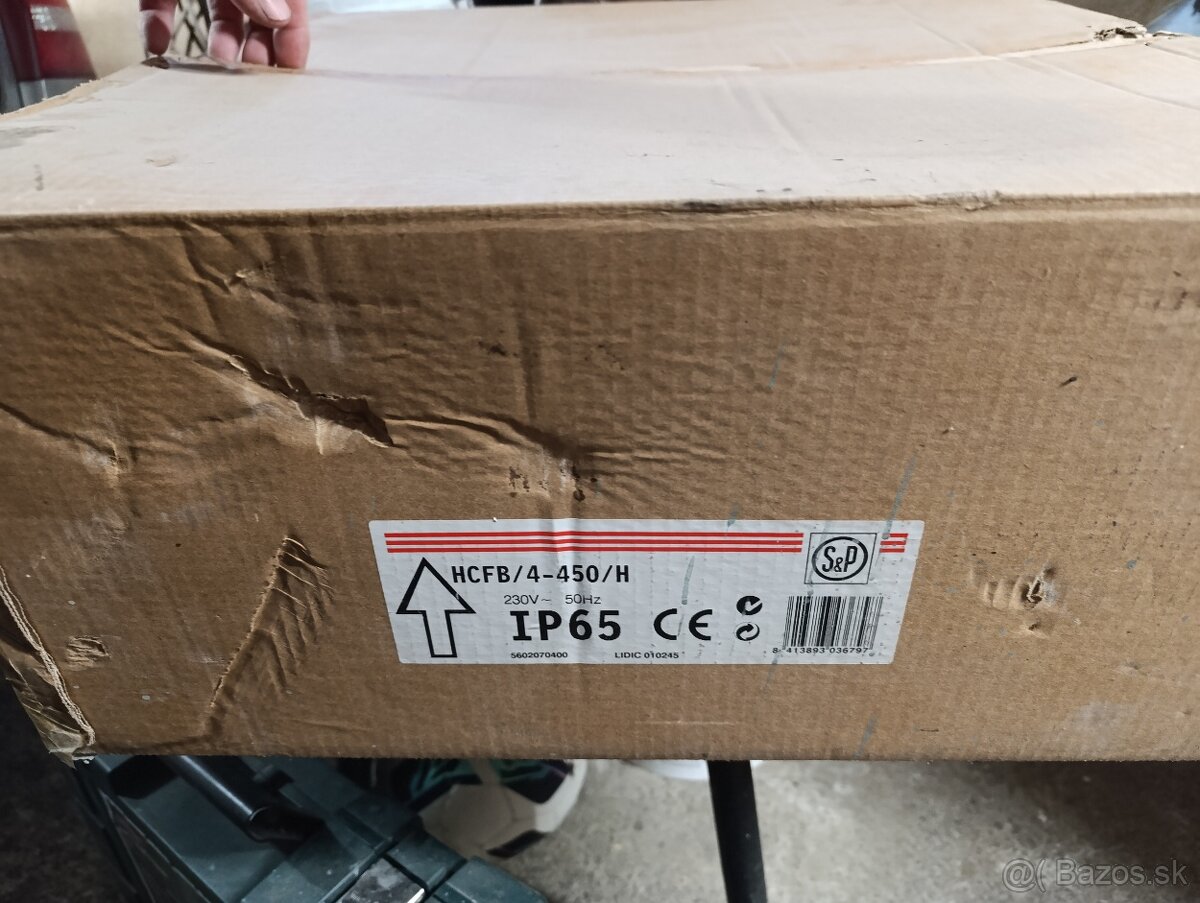 S&P
HCFB/4-450/H
230V~ 50Hz
IP65 CE
5602070400 LIDIC 010245
8 413893 036797
@( Bazos.sk